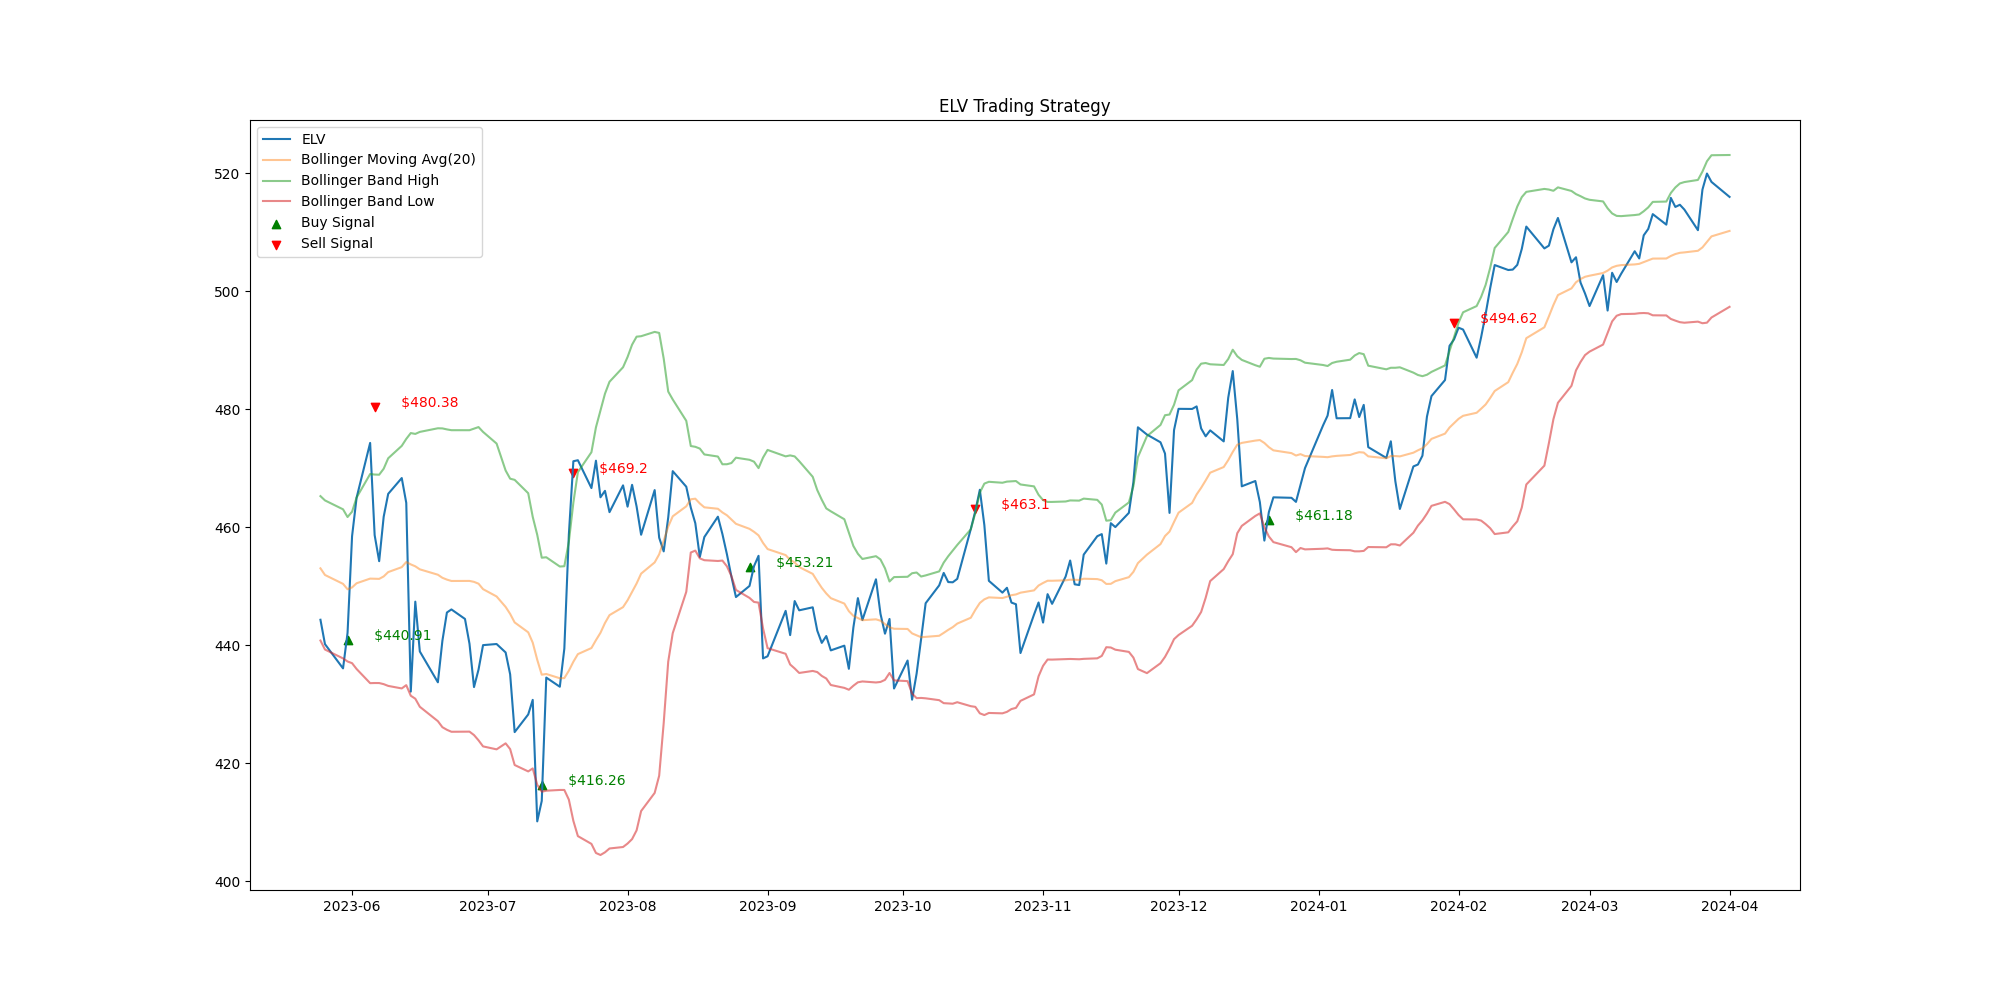 ELV Trading Strategy
ELV
Bollinger Moving Avg(20)
Bollinger Band High
Bollinger Band Low
Buy Signal
Sell Signal
520
500
480
460
440
420
400
$480.38
$469.2
$463.1
$494.62
$440.91
$416.26
$453.21
$461.18
2023-06 2023-07 2023-08 2023-09 2023-10 2023-11 2023-12 2024-01 2024-02 2024-03 2024-04